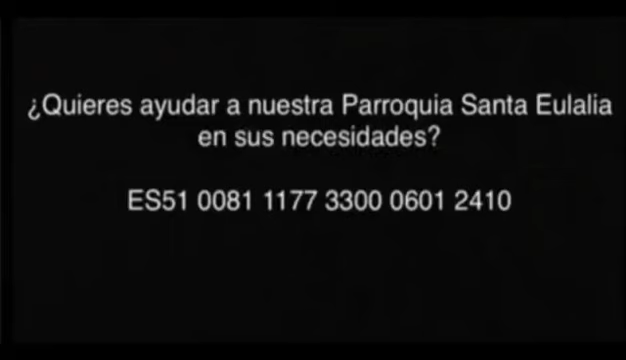 ¿Quieres ayudar a nuestra Parroquia Santa Eulalia
en sus necesidades?
ES51 0081 1177 3300 0601 2410